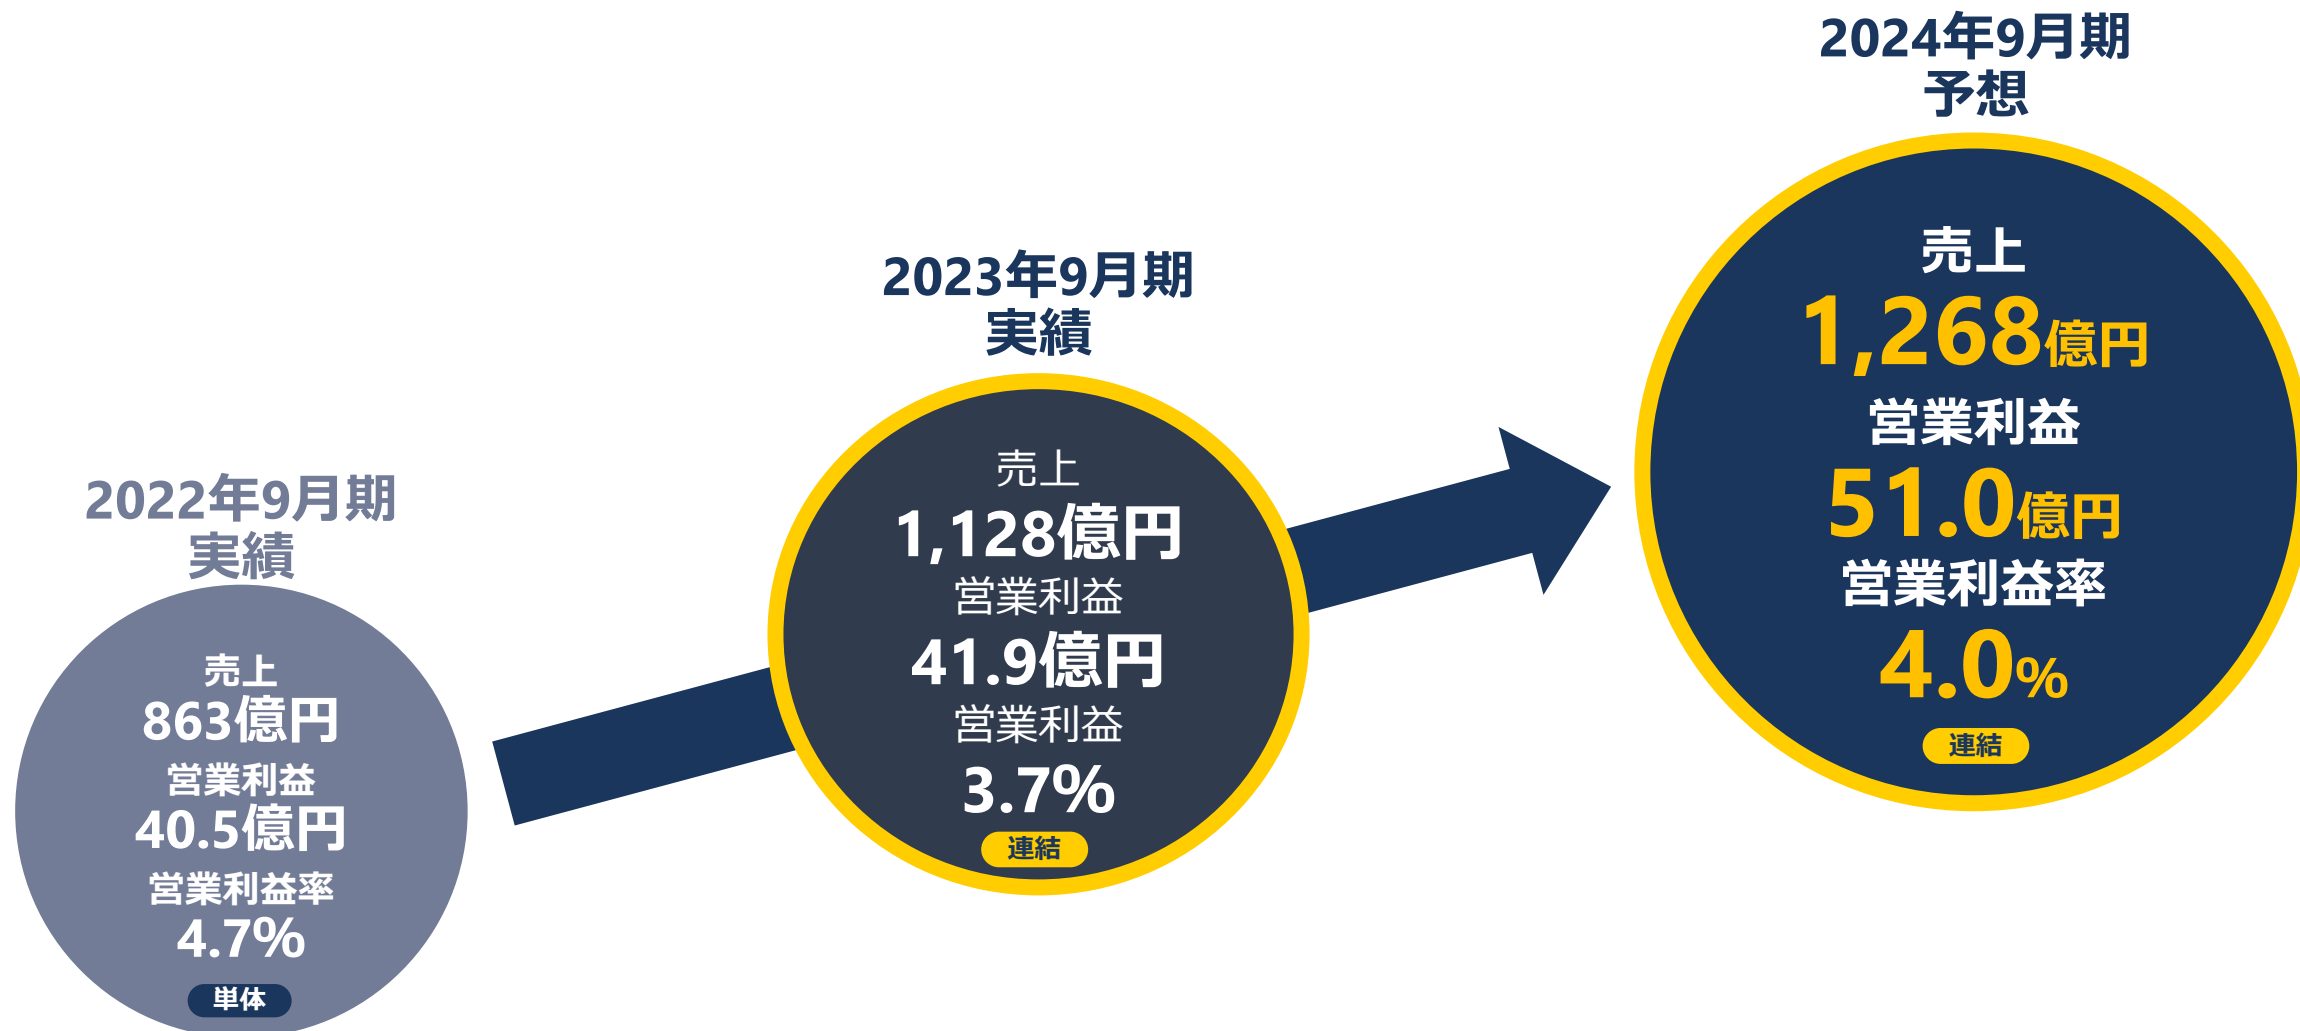 2022年9月期
実績
売上
863億円
営業利益
40.5億円
営業利益率
4.7%
単体
2023年9月期
実績
売上
1,128億円
営業利益
41.9億円
営業利益
3.7%
連結
2024年9月期
予想
売上
1,268億円
営業利益
51.0億円
営業利益率
4.0%
連結